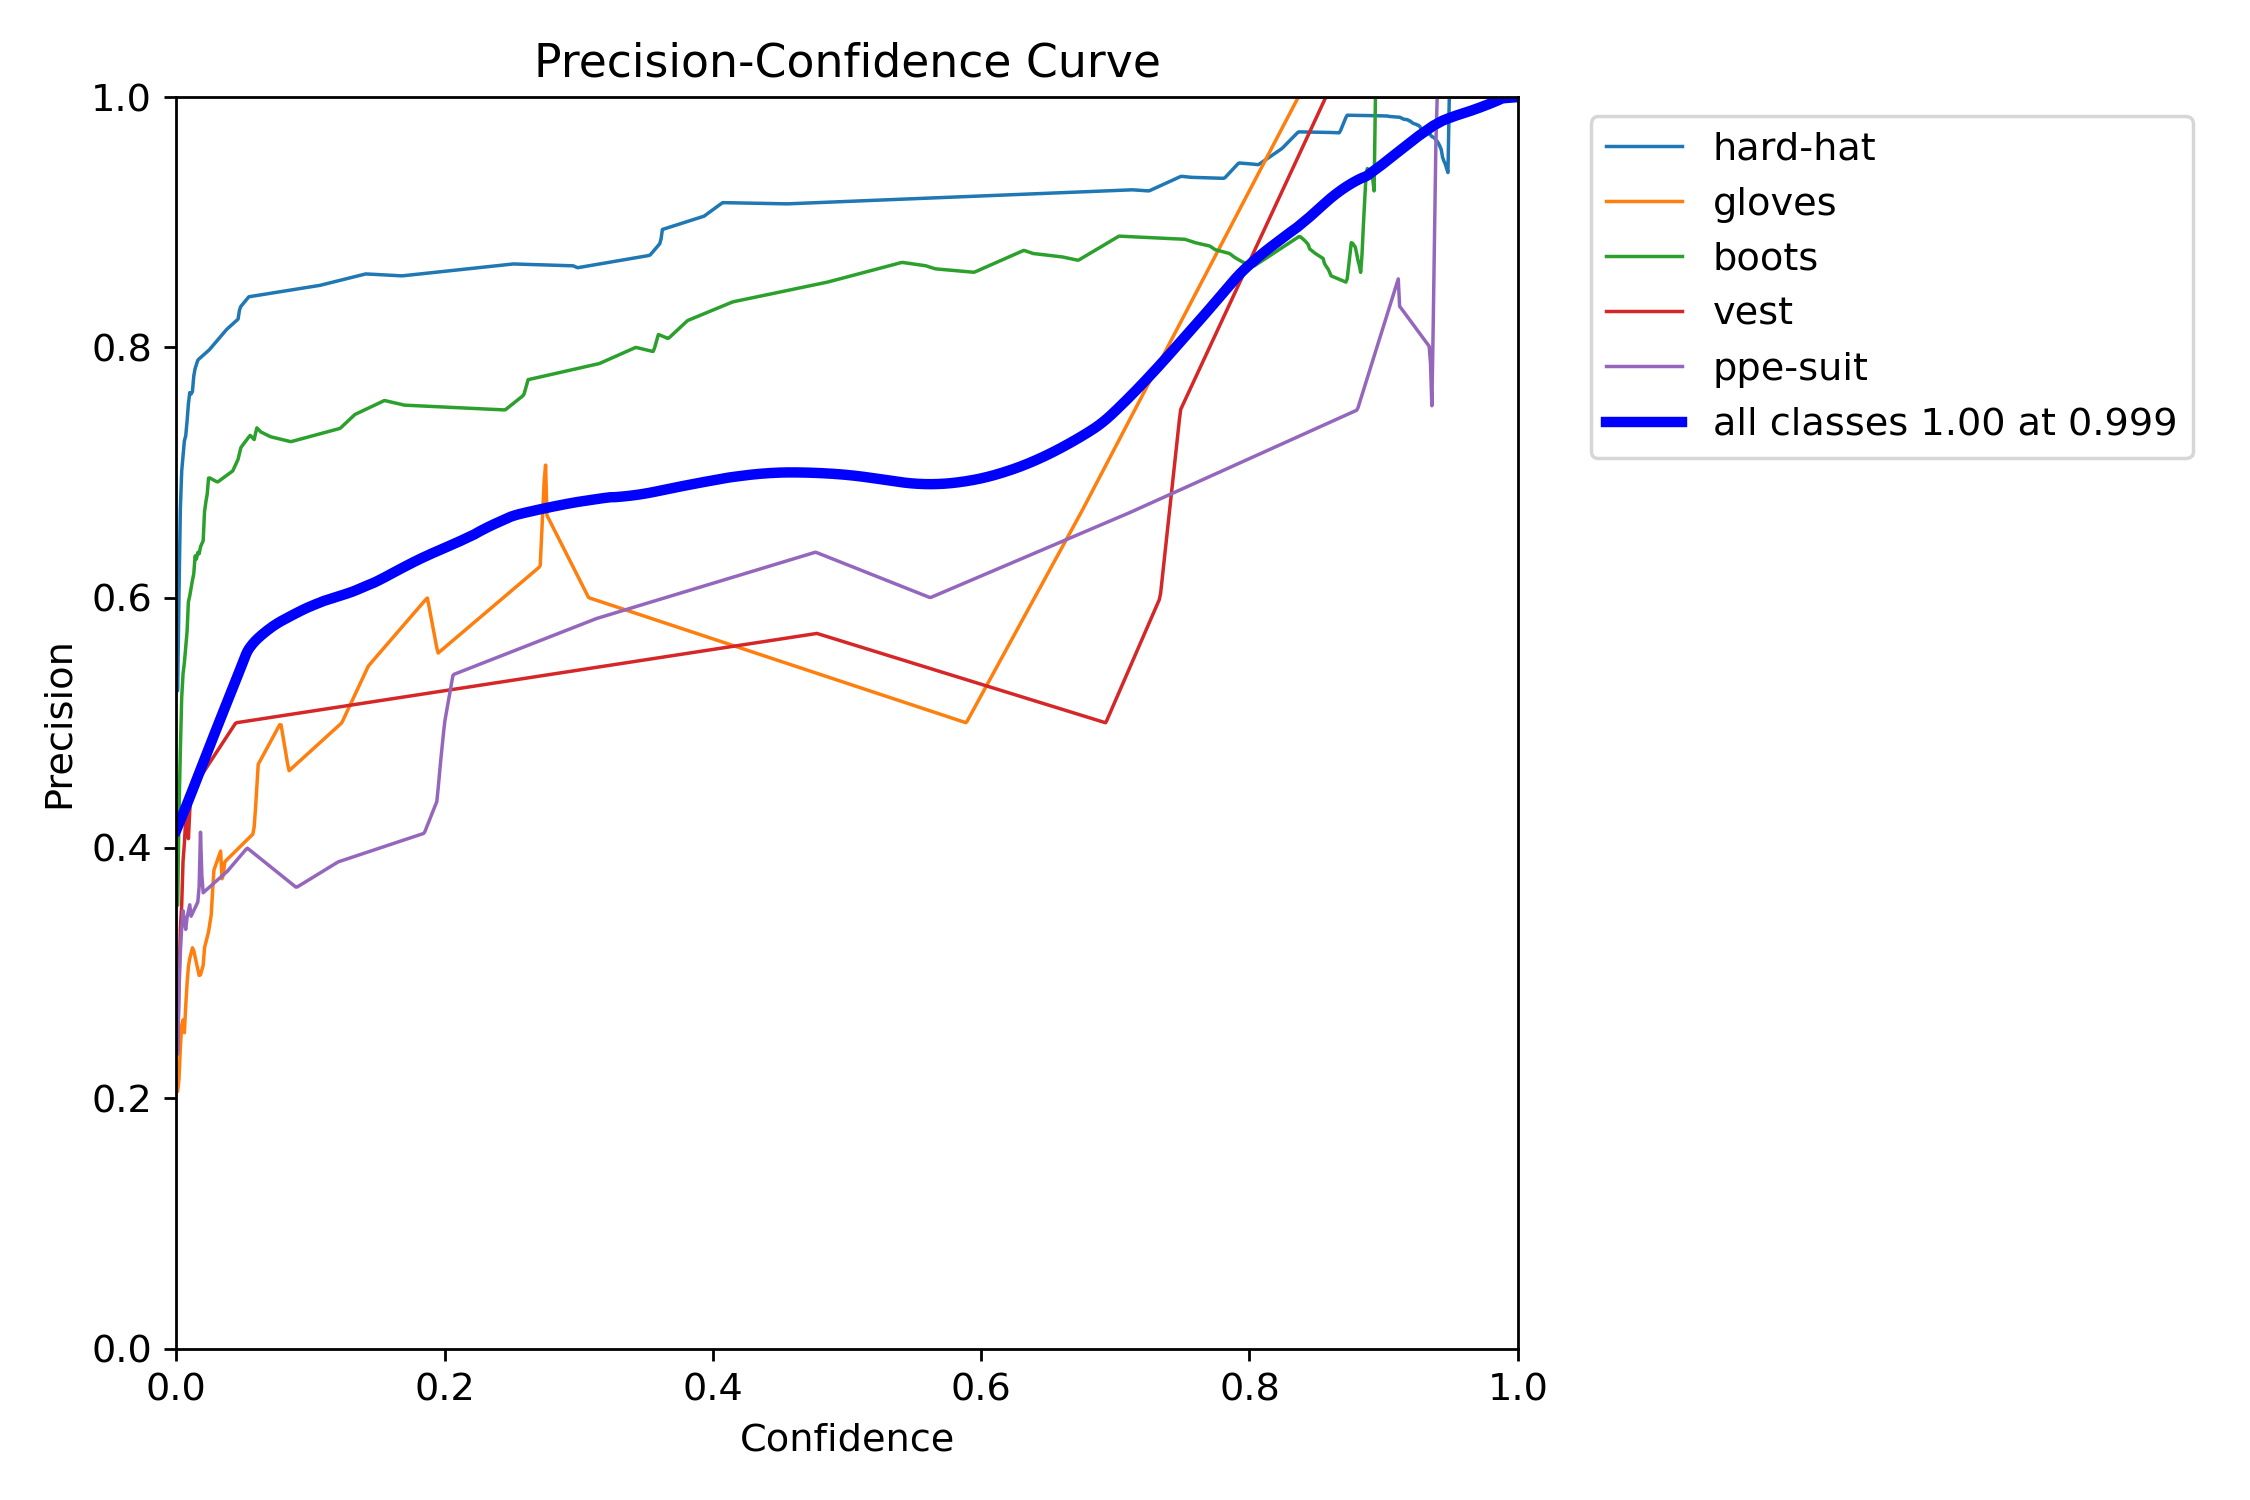 Precision-Confidence Curve
1.0
0.8
0.6
0.4
0.2
0.0
Precision
0.0 0.2 0.4 0.6 0.8 1.0
Confidence
hard-hat
gloves
boots
vest
ppe-suit
all classes 1.00 at 0.999